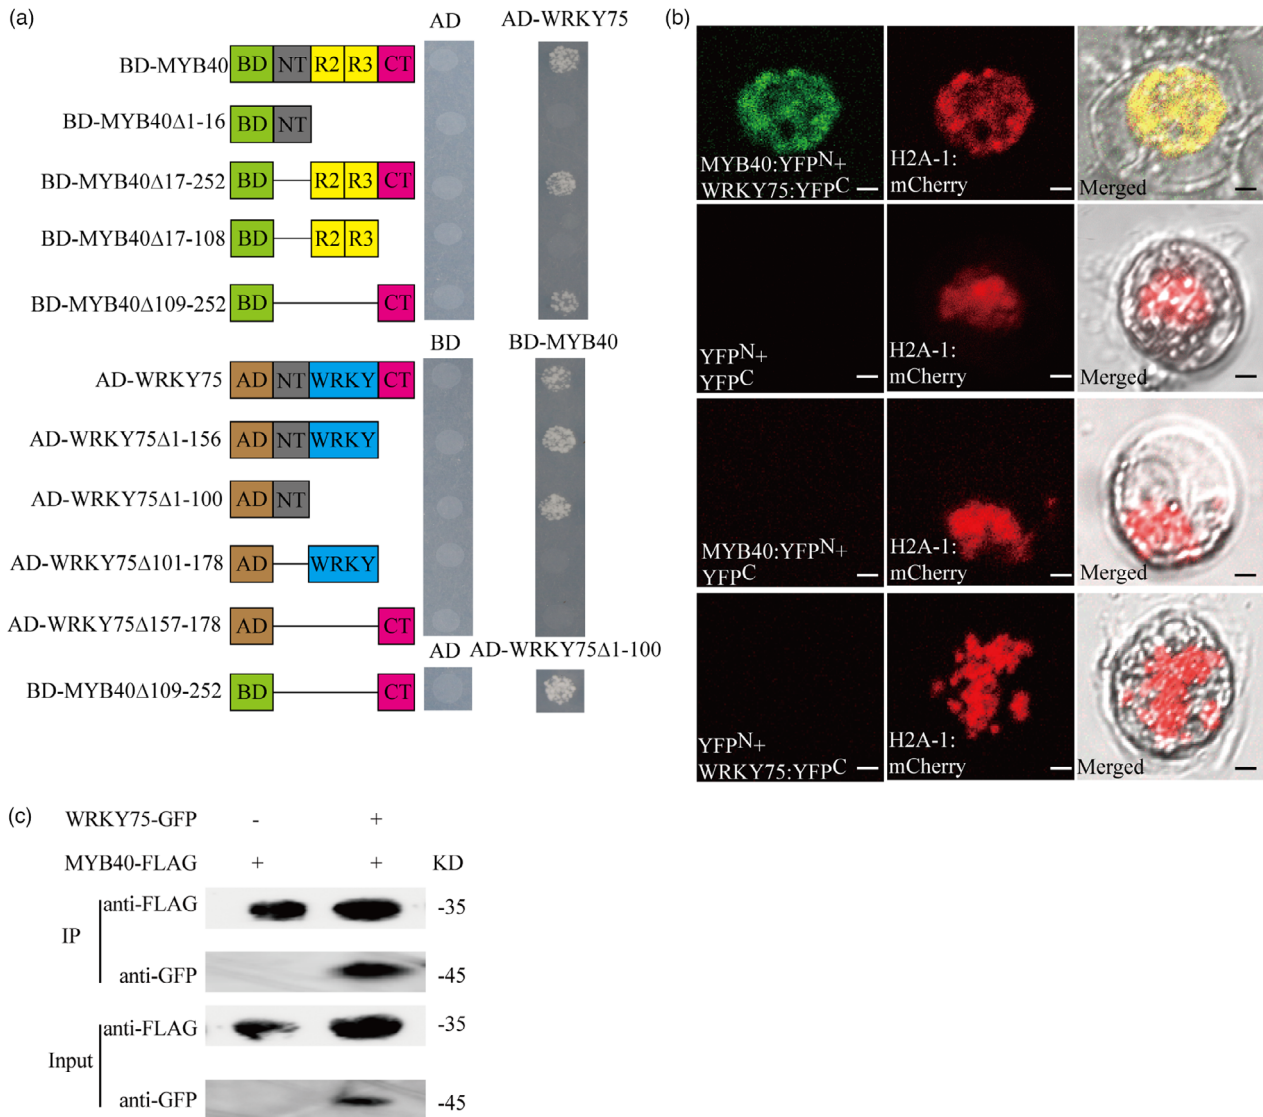 (a)
AD AD-WRKY75
BD-MYB40 BD NT R2 R3 CT
BD-MYB40Δ1-16 BD NT
BD-MYB40Δ17-252 BD R2 R3 CT
BD-MYB40Δ17-108 BD R2 R3
BD-MYB40Δ109-252 BD CT
BD BD-MYB40
AD-WRKY75 AD NT WRKY CT
AD-WRKY75Δ1-156 AD NT WRKY
AD-WRKY75Δ1-100 AD NT
AD-WRKY75Δ101-178 AD WRKY
AD-WRKY75Δ157-178 AD CT
AD AD-WRKY75Δ1-100
BD-MYB40Δ109-252 BD CT
(b)
MYB40:YFPN+
WRKY75:YFPC
H2A-1:
mCherry
Merged
YFPN+
YFPC
H2A-1:
mCherry
Merged
MYB40:YFPN+
YFPC
H2A-1:
mCherry
Merged
YFPN+
WRKY75:YFPC
H2A-1:
mCherry
Merged
(c)
WRKY75-GFP - +
MYB40-FLAG + + KD
IP
anti-FLAG -35
anti-GFP -45
Input
anti-FLAG -35
anti-GFP -45